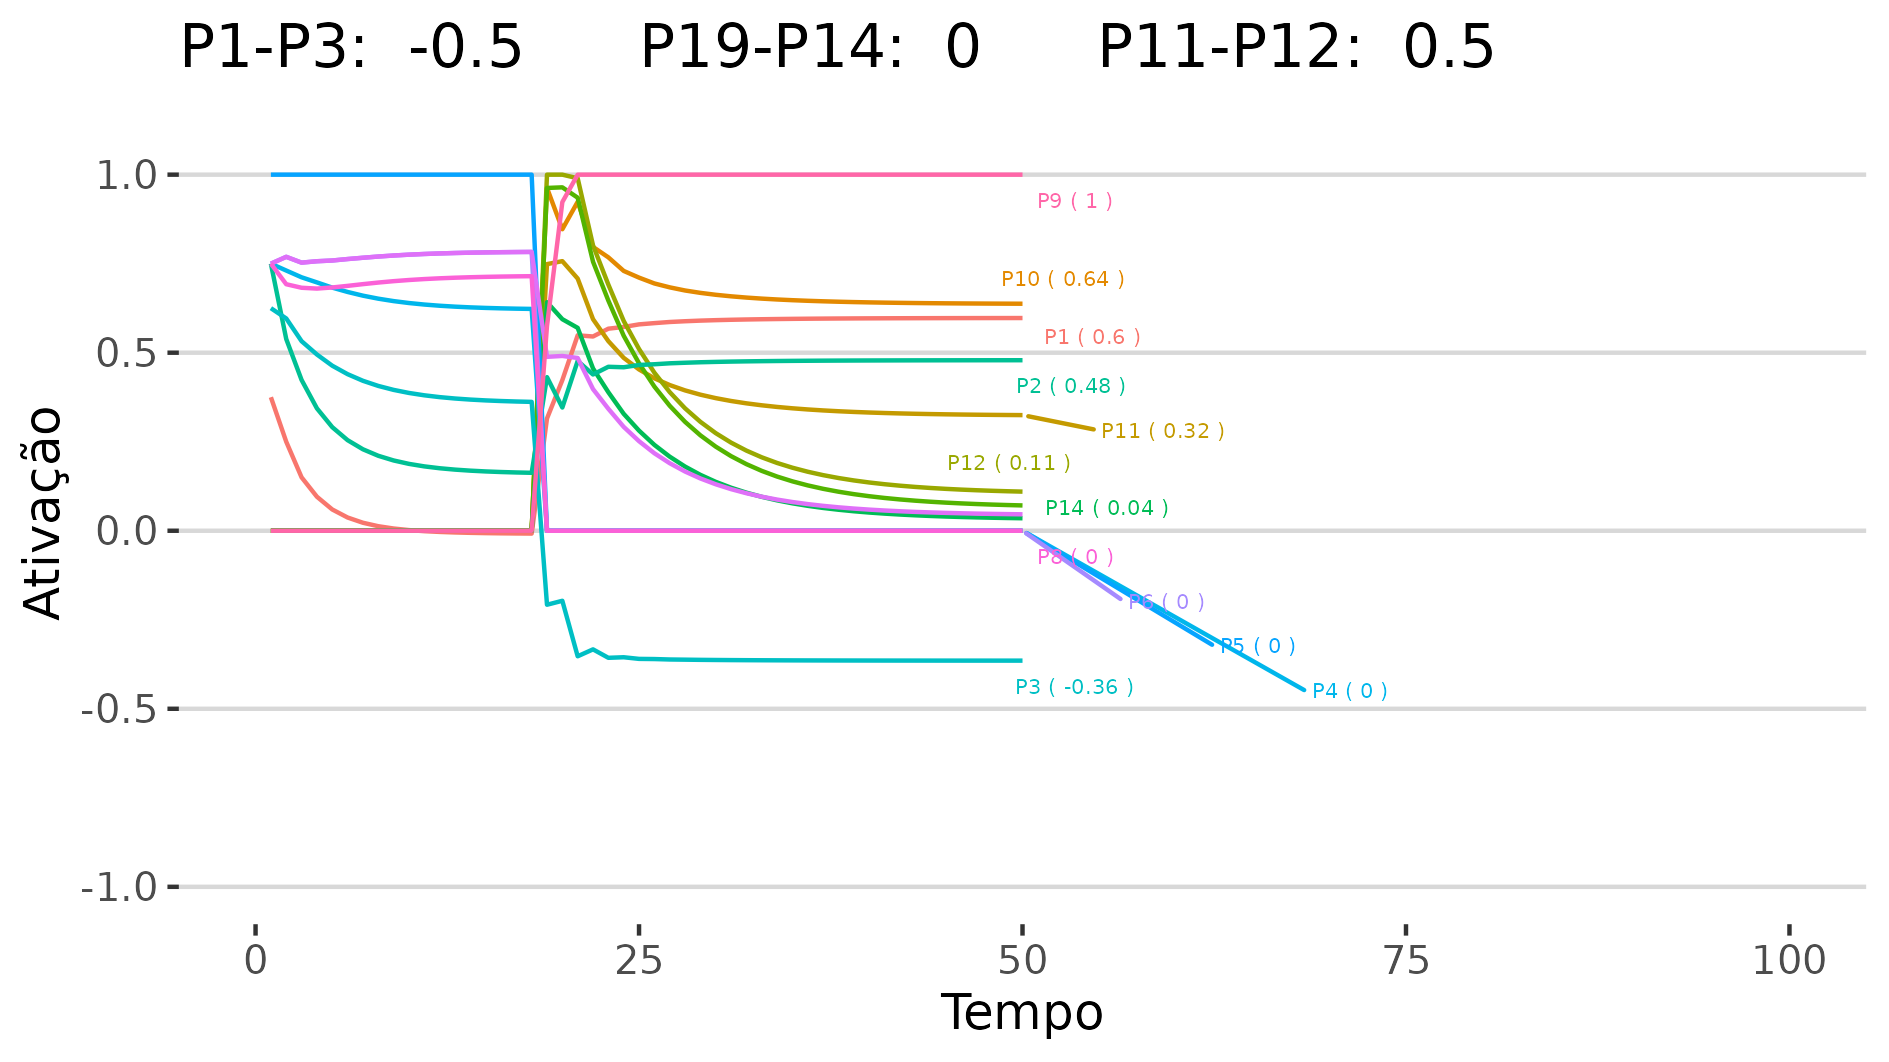 P1-P3: -0.5 P19-P14: 0 P11-P12: 0.5
1.0
P9 ( 1 )
P10 ( 0.64 )
P1 ( 0.6 )
0.5
P2 ( 0.48 )
P11 ( 0.32 )
P12 ( 0.11 )
P14 ( 0.04 )
0.0
P8 ( 0 )
P6 ( 0 )
P5 ( 0 )
P3 ( -0.36 )
P4 ( 0 )
-0.5
-1.0
Ativação
0 25 50 75 100
Tempo